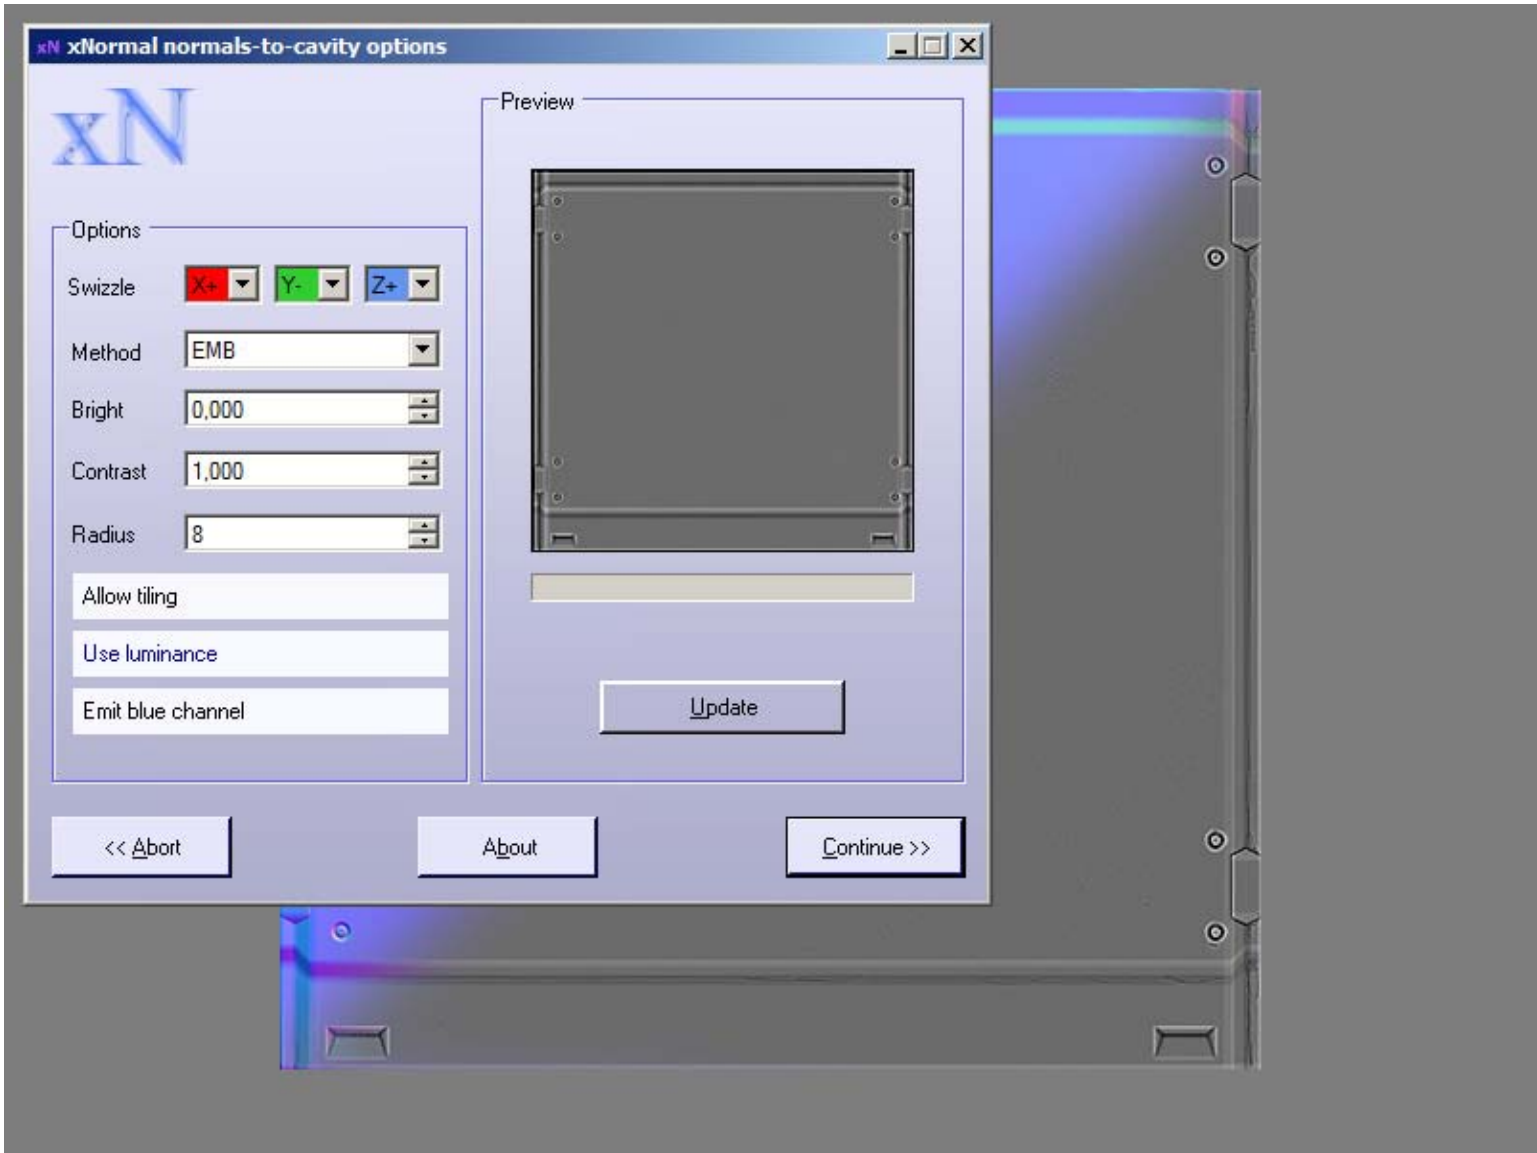 xN xNormal normals-to-cavity options
xN
Preview
Options
Swizzle X+ Y- Z+
Method EMB
Bright 0,000
Contrast 1,000
Radius 8
Allow tiling
Use luminance
Emit blue channel
Update
<< Abort
About
Continue >>